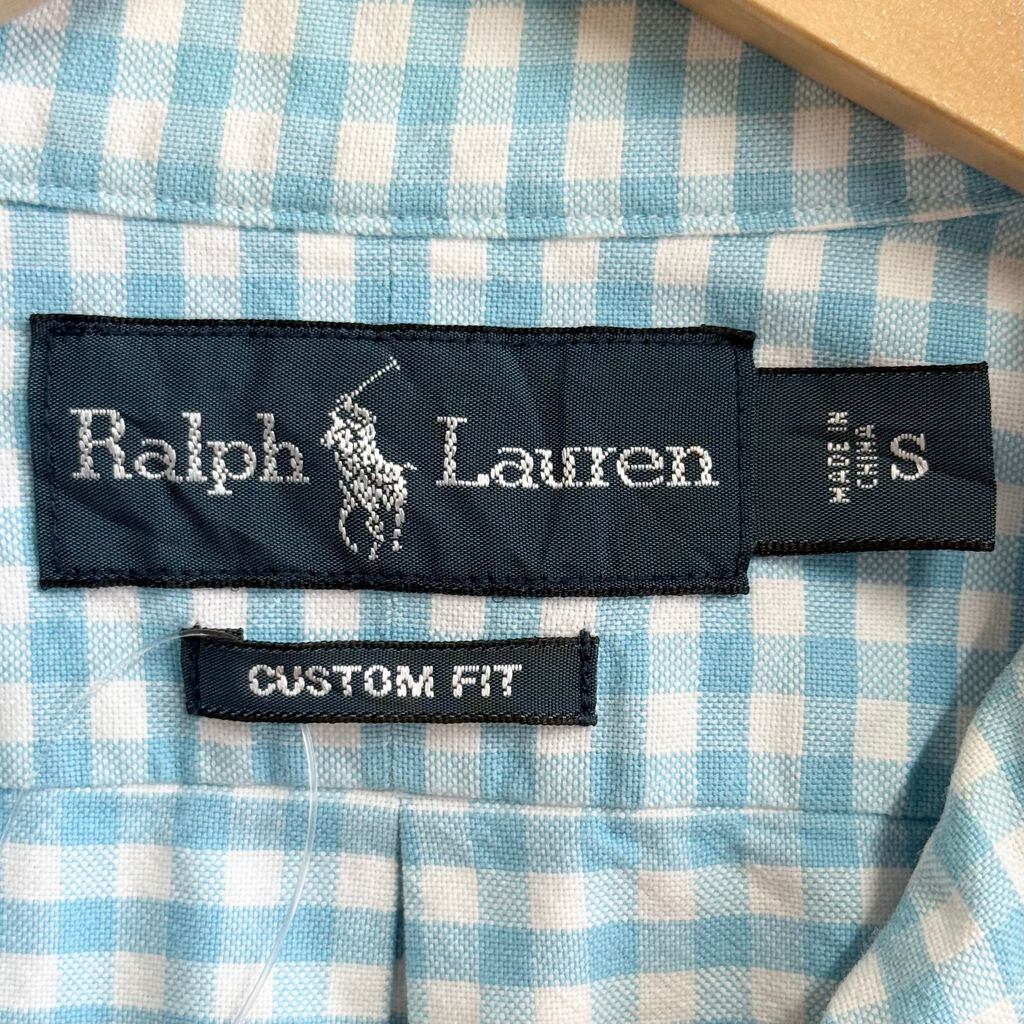 Ralph Lauren
MADE IN
CHINA
S
CUSTOM FIT